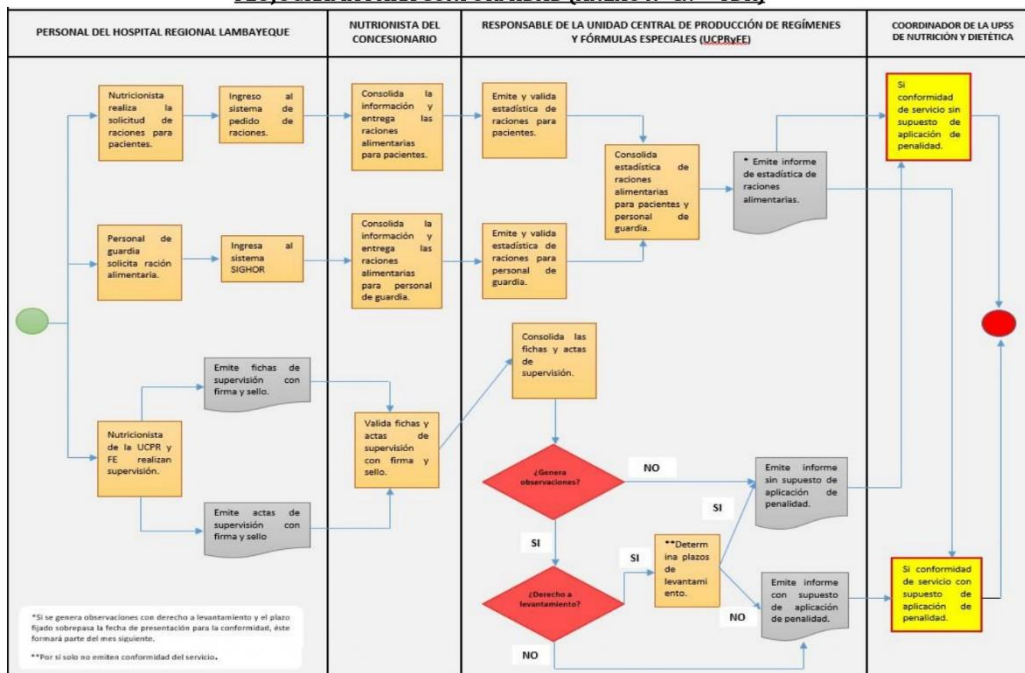 PERSONAL DEL HOSPITAL REGIONAL LAMBAYEQUE
NUTRICIONISTA DEL
CONCESIONARIO
RESPONSABLE DE LA UNIDAD CENTRAL DE PRODUCCIÓN DE REGÍMENES
Y FÓRMULAS ESPECIALES (UCPRyFE)
COORDINADOR DE LA UPSS
DE NUTRICIÓN Y DIETÉTICA
Nutricionista
realiza la
solicitud de
raciones para
pacientes.
Ingreso al
sistema de
pedido de
raciones.
Consolida la
información y
entrega las
raciones
alimentarias
para pacientes.
Emite y valida
estadística de
raciones para
pacientes.
Consolida
estadística de
raciones
alimentarias
para pacientes y
personal de
guardia.
* Emite informe
de estadística de
raciones
alimentarias.
Si
conformidad
de servicio sin
supuesto de
aplicación de
penalidad.
Personal de
guardia
solicita ración
alimentaria.
Ingresa al
sistema
SIGHOR
Consolida la
información y
entrega las
raciones
alimentarias
para personal
de guardia.
Emite y valida
estadística de
raciones para
personal de
guardia.
Emite fichas de
supervisión con
firma y sello.
Nutricionista
de la UCPR y
FE realizan
supervisión.
Emite actas de
supervisión con
firma y sello
Valida fichas y
actas de
supervisión
con firma y
sello.
Consolida las
fichas y actas
de
supervisión.
¿Genera
observaciones?
NO
SI
Emite informe
sin supuesto de
aplicación de
penalidad.
SI
¿Derecho a
levantamiento?
SI
**Determ
ina plazos
de
levantami
ento.
NO
NO
Emite informe
con supuesto
de aplicación
de penalidad.
Si conformidad
de servicio con
supuesto de
aplicación de
penalidad.
*Si se genera observaciones con derecho a levantamiento y el plazo
fijado sobrepasa la fecha de presentación para la conformidad, éste
formará parte del mes siguiente.
**Por si solo no emiten conformidad del servicio.